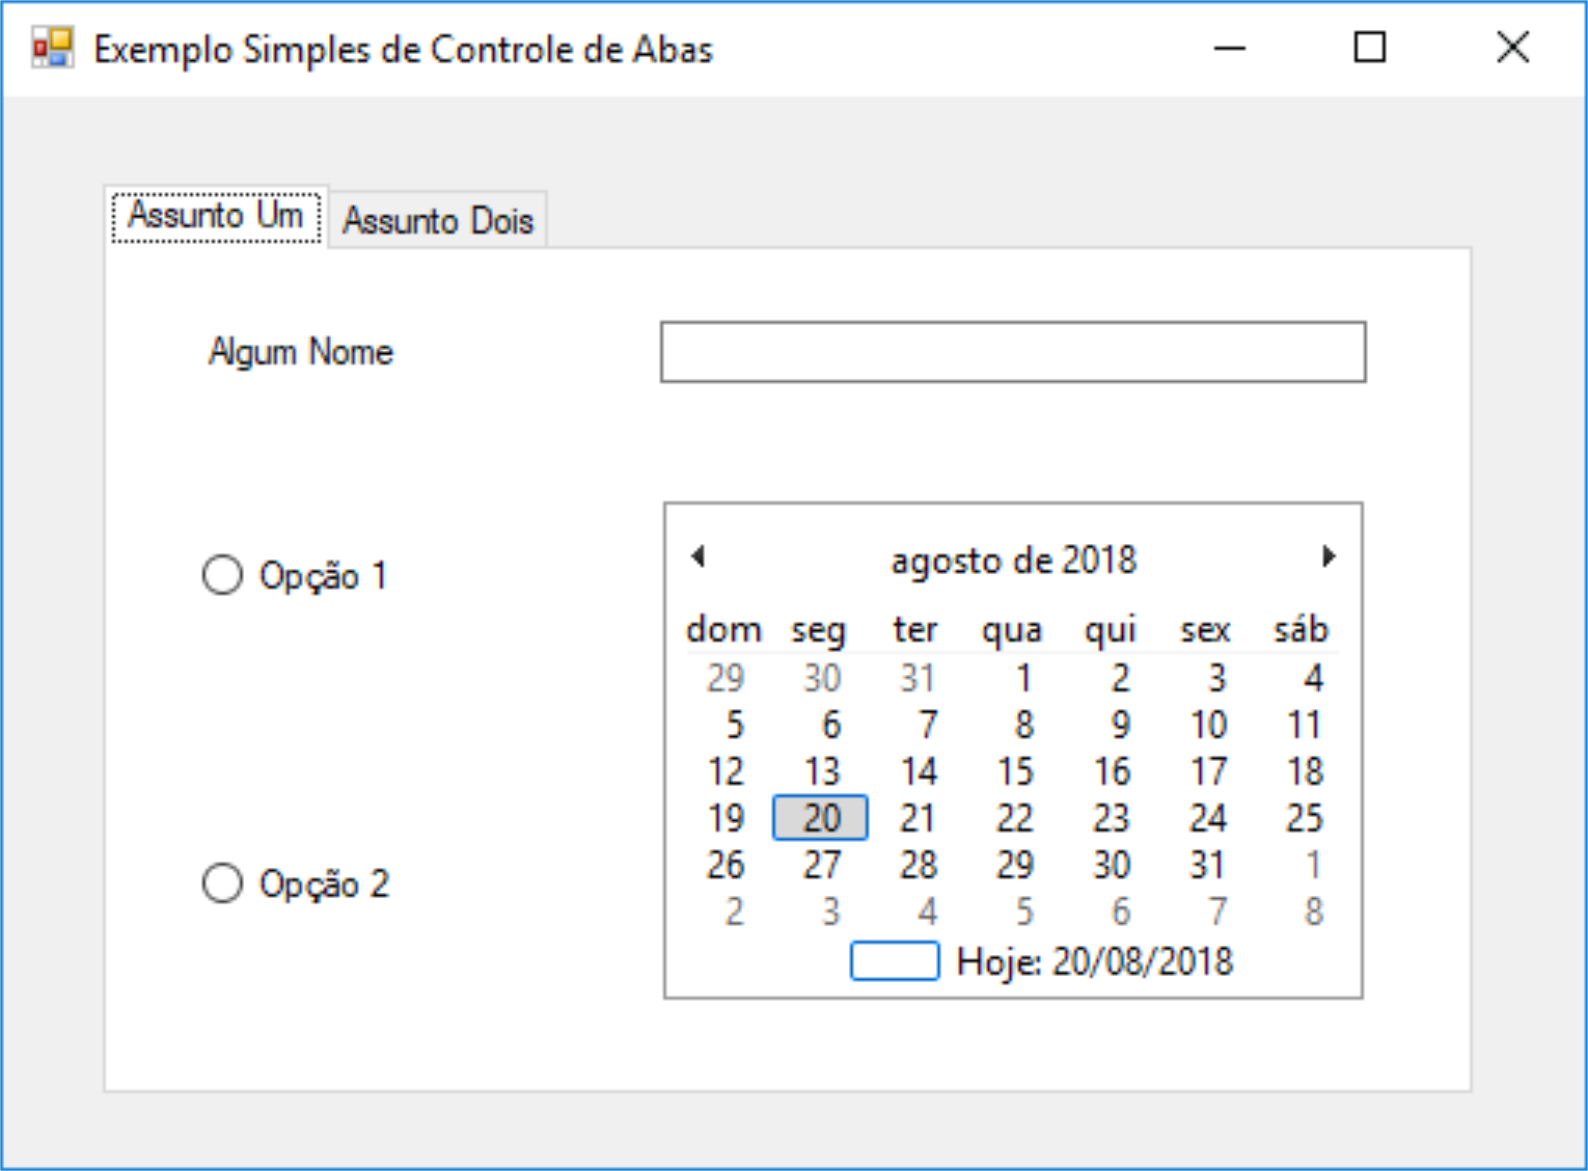 Exemplo Simples de Controle de Abas
Assunto Um Assunto Dois
Algum Nome
Opção 1
Opção 2
agosto de 2018
dom seg ter qua qui sex sáb
29 30 31 1 2 3 4
5 6 7 8 9 10 11
12 13 14 15 16 17 18
19 20 21 22 23 24 25
26 27 28 29 30 31 1
2 3 4 5 6 7 8
Hoje: 20/08/2018